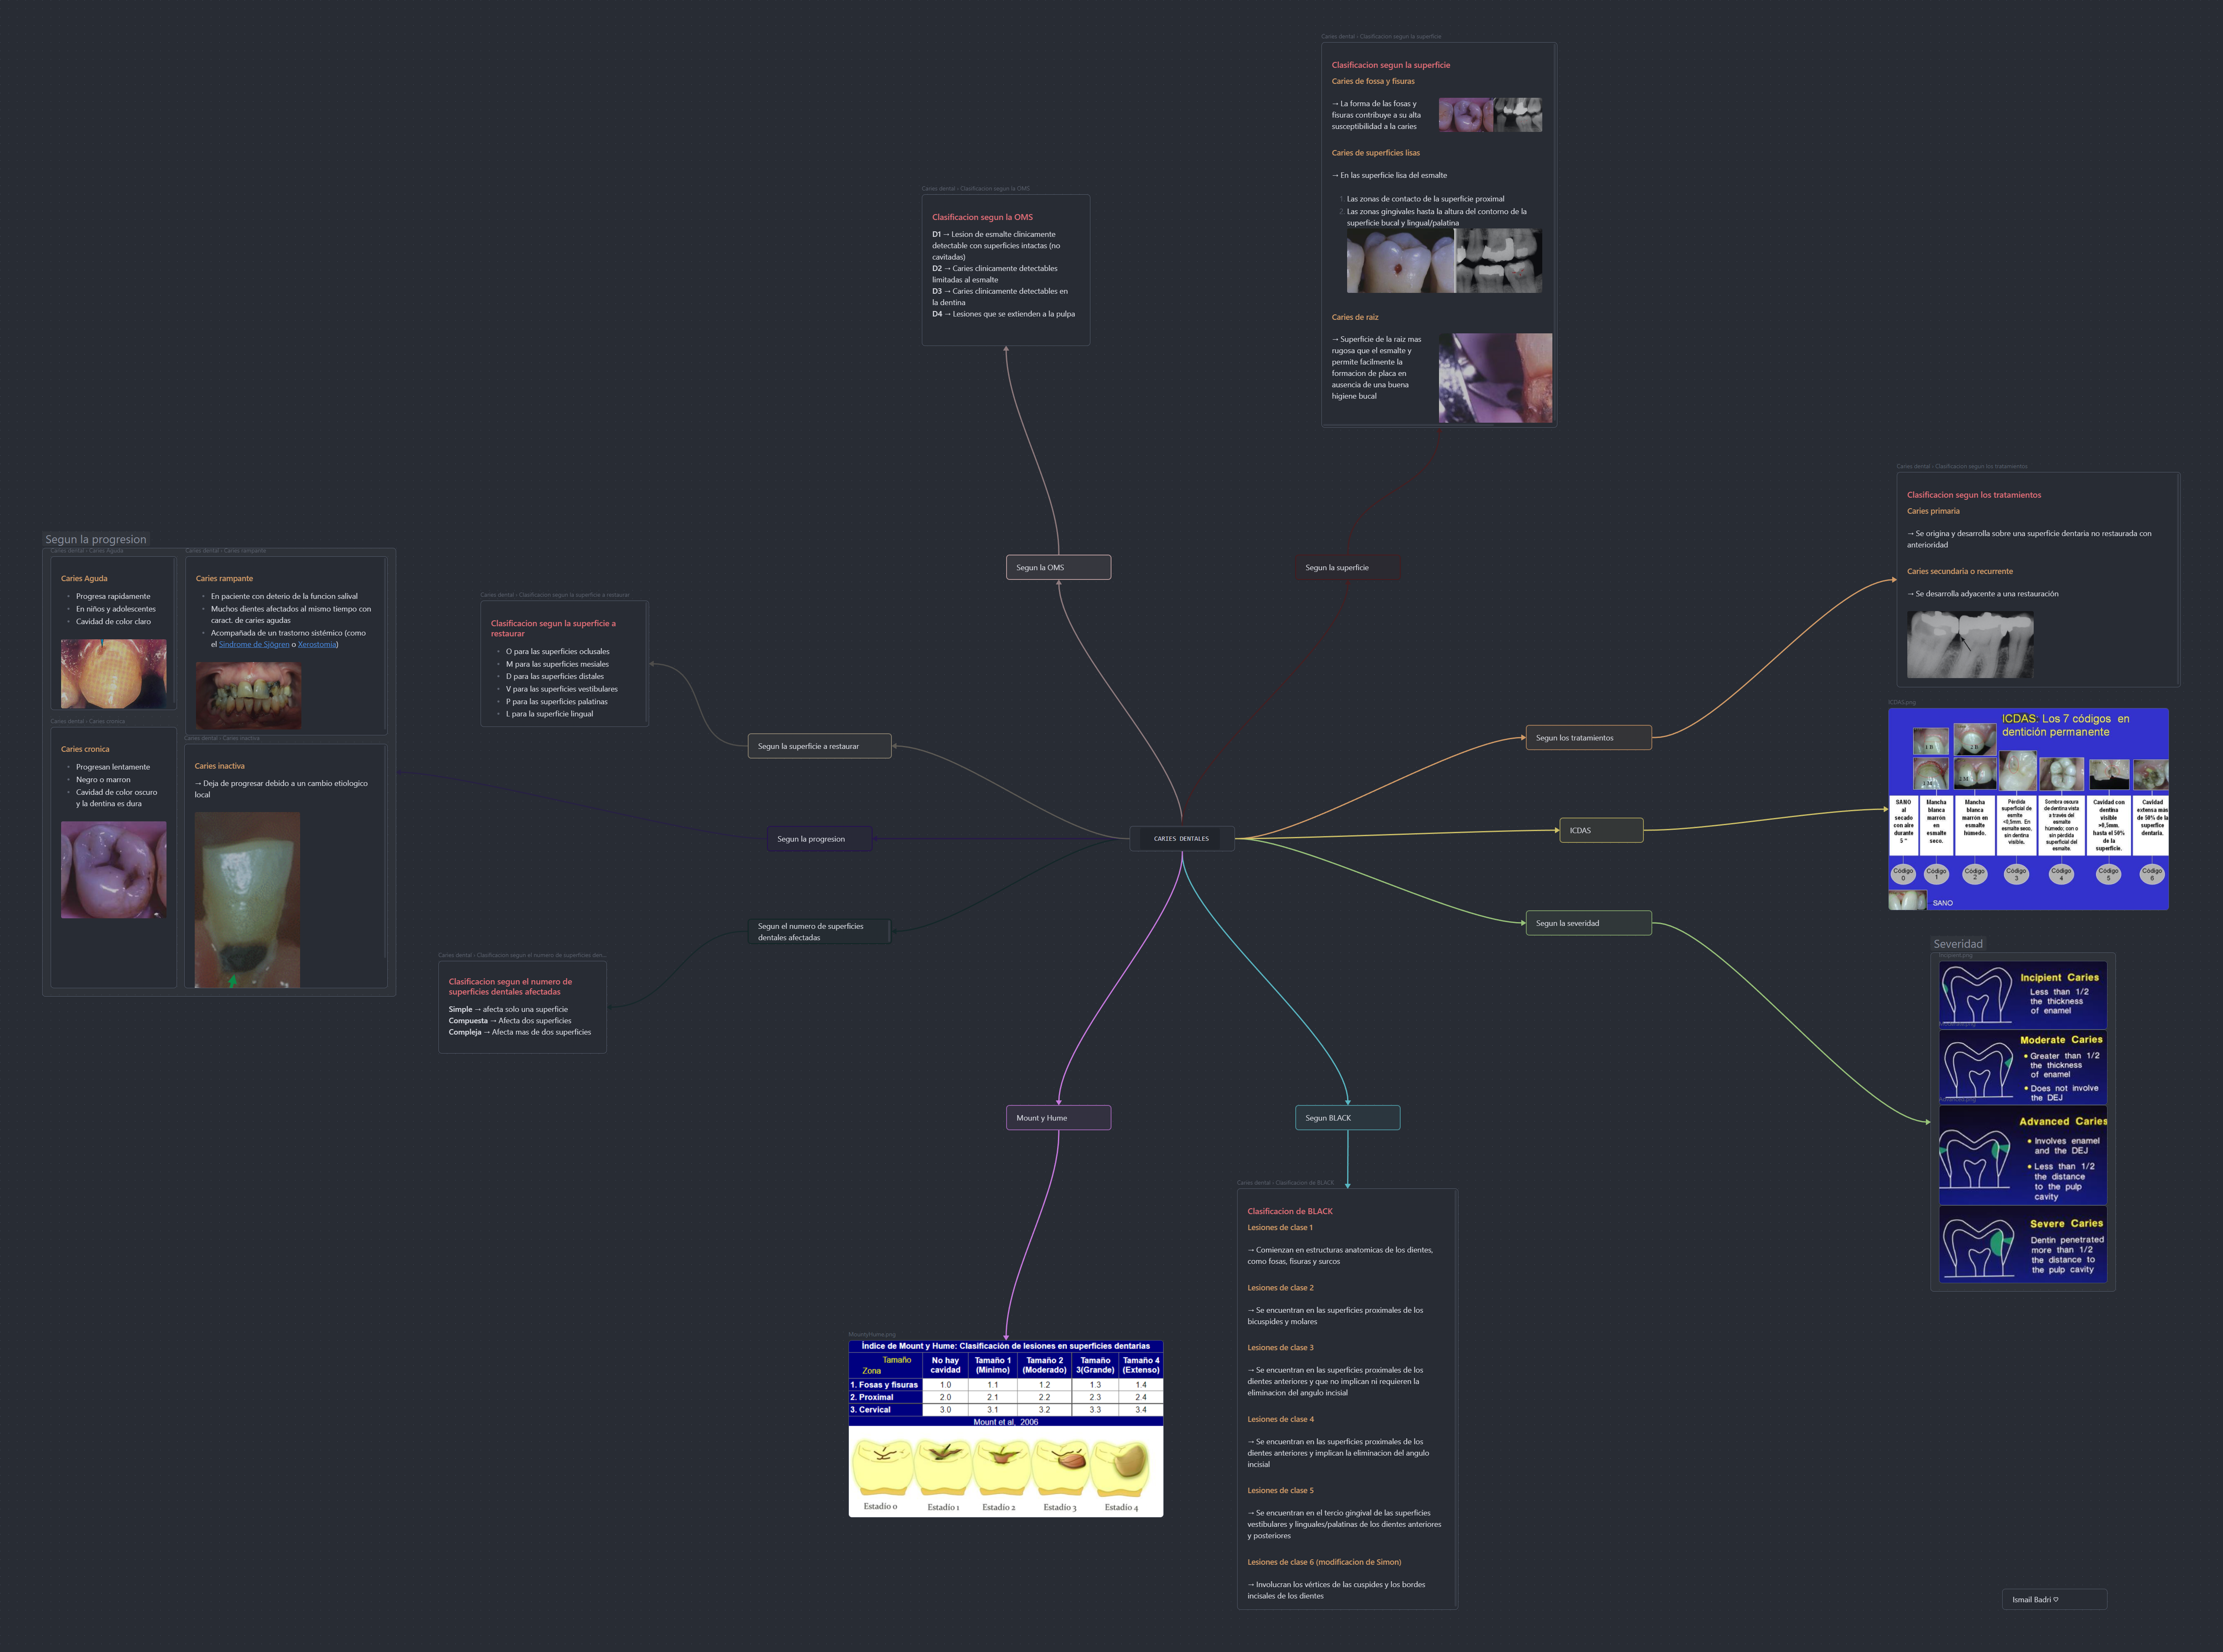 Caries dental › Clasificacion segun la superficie
Clasificacion segun la superficie
Caries de fossa y fisuras
→ La forma de las fosas y
fisuras contribuye a su alta
susceptibilidad a la caries
Caries de superficies lisas
→ En las superficie lisa del esmalte
1. Las zonas de contacto de la superficie proximal
2. Las zonas gingivales hasta la altura del contorno de la
superficie bucal y lingual/palatina
Caries de raiz
→ Superficie de la raiz mas
rugosa que el esmalte y
permite facilmente la
formacion de placa en
ausencia de una buena
higiene bucal
Caries dental › Clasificacion segun la OMS
Clasificacion segun la OMS
D1 → Lesion de esmalte clinicamente
detectable con superficies intactas (no
cavitadas)
D2 → Caries clinicamente detectables
limitadas al esmalte
D3 → Caries clinicamente detectables en
la dentina
D4 → Lesiones que se extienden a la pulpa
Caries dental › Clasificacion segun los tratamientos
Clasificacion segun los tratamientos
Caries primaria
→ Se origina y desarrolla sobre una superficie dentaria no restaurada con
anterioridad
Caries secundaria o recurrente
→ Se desarrolla adyacente a una restauración
Segun la progresion
Caries dental › Caries Aguda
Caries Aguda
• Progresa rapidamente
• En niños y adolescentes
• Cavidad de color claro
Caries dental › Caries rampante
Caries rampante
• En paciente con deterio de la funcion salival
• Muchos dientes afectados al mismo tiempo con
caract. de caries agudas
• Acompañada de un trastorno sistémico (como
el Sindrome de Sjögren o Xerostomia)
Caries dental › Caries cronica
Caries cronica
• Progresan lentamente
• Negro o marron
• Cavidad de color oscuro
y la dentina es dura
Caries dental › Caries inactiva
Caries inactiva
→ Deja de progresar debido a un cambio etiologico
local
Segun la OMS
Segun la superficie
Caries dental › Clasificacion segun la superficie a restaurar
Clasificacion segun la superficie a
restaurar
• O para las superficies oclusales
• M para las superficies mesiales
• D para las superficies distales
• V para las superficies vestibulares
• P para las superficies palatinas
• L para la superficie lingual
Segun la superficie a restaurar
Segun los tratamientos
Segun la progresion
CARIES DENTALES
ICDAS
Segun el numero de superficies
dentales afectadas
Segun la severidad
ICDAS.png
ICDAS: Los 7 códigos en
dentición permanente
1 B
2 B
SANO
al
secado
con aire
durante
5 "
Mancha
blanca
marrón
en
esmalte
seco.
Mancha
blanca
marrón en
esmalte
húmedo.
Pérdida
superficial de
esmlte
<0,5mm. En
esmalte seco,
sin dentina
visible.
Sombra oscura
de dentina vista
a través del
esmalte
húmedo; con o
sin pérdida
superficial del
esmalte.
Cavidad con
dentina
visible
>0,5mm.
hasta el 50%
de la
superficie.
Cavidad
extensa mas
de 50% de la
superfice
dentaria.
Código
0
Código
1
Código
2
Código
3
Código
4
Código
5
Código
6
SANO
Caries dental › Clasificacion segun el numero de superficies den...
Clasificacion segun el numero de
superficies dentales afectadas
Simple → afecta solo una superficie
Compuesta → Afecta dos superficies
Compleja → Afecta mas de dos superficies
Severidad
Incipient Caries
Less than 1/2
the thickness
of enamel
Moderate Caries
• Greater than 1/2
the thickness
of enamel
• Does not involve
the DEJ
Advanced Caries
• Involves enamel
and the DEJ
• Less than 1/2
the distance
to the pulp
cavity
Severe Caries
Dentin penetrated
more than 1/2
the distance to
the pulp cavity
Mount y Hume
Segun BLACK
Caries dental › Clasificacion de BLACK
Clasificacion de BLACK
Lesiones de clase 1
→ Comienzan en estructuras anatomicas de los dientes,
como fosas, fisuras y surcos
Lesiones de clase 2
→ Se encuentran en las superficies proximales de los
bicuspides y molares
Lesiones de clase 3
→ Se encuentran en las superficies proximales de los
dientes anteriores y que no implican ni requieren la
eliminacion del angulo incisial
Lesiones de clase 4
→ Se encuentran en las superficies proximales de los
dientes anteriores y implican la eliminacion del angulo
incisial
Lesiones de clase 5
→ Se encuentran en el tercio gingival de las superficies
vestibulares y linguales/palatinas de los dientes anteriores
y posteriores
Lesiones de clase 6 (modificacion de Simon)
→ Involucran los vértices de las cuspides y los bordes
incisales de los dientes
MountyHume.png
Índice de Mount y Hume: Clasificación de lesiones en superficies dentarias
Tamaño
Zona
No hay
cavidad
Tamaño 1
(Mínimo)
Tamaño 2
(Moderado)
Tamaño
3(Grande)
Tamaño 4
(Extenso)
1. Fosas y fisuras 1.0 1.1 1.2 1.3 1.4
2. Proximal 2.0 2.1 2.2 2.3 2.4
3. Cervical 3.0 3.1 3.2 3.3 3.4
Mount et al, 2006
Estadío 0 Estadío 1 Estadío 2 Estadío 3 Estadío 4
Ismail Badri ♡